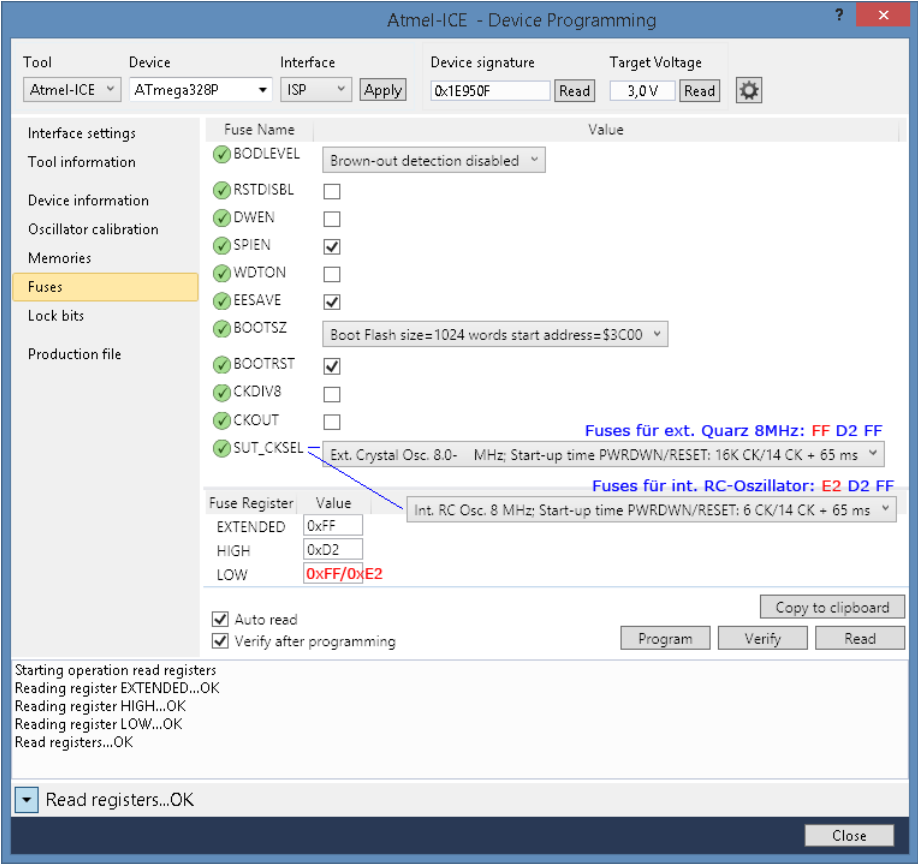 Atmel-ICE - Device Programming
Tool Device Interface Device signature Target Voltage
Atmel-ICE ATmega328P ISP Apply 0x1E950F Read 3,0 V Read
Interface settings
Tool information
Device information
Oscillator calibration
Memories
Fuses
Lock bits
Production file
Fuse Name Value
BODLEVEL Brown-out detection disabled
RSTDISBL
DWEN
SPIEN
WDTON
EESAVE
BOOTSZ Boot Flash size=1024 words start address=$3C00
BOOTRST
CKDIV8
CKOUT
Fuses für ext. Quarz 8MHz: FF D2 FF
SUT_CKSEL Ext. Crystal Osc. 8.0- MHz; Start-up time PWRDWN/RESET: 16K CK/14 CK + 65 ms
Fuses für int. RC-Oszillator: E2 D2 FF
Int. RC Osc. 8 MHz; Start-up time PWRDWN/RESET: 6 CK/14 CK + 65 ms
Fuse Register Value
EXTENDED 0xFF
HIGH 0xD2
LOW 0xFF/0xE2
Copy to clipboard
Auto read
Verify after programming
Program Verify Read
Starting operation read registers
Reading register EXTENDED...OK
Reading register HIGH...OK
Reading register LOW...OK
Read registers...OK
Read registers...OK
Close